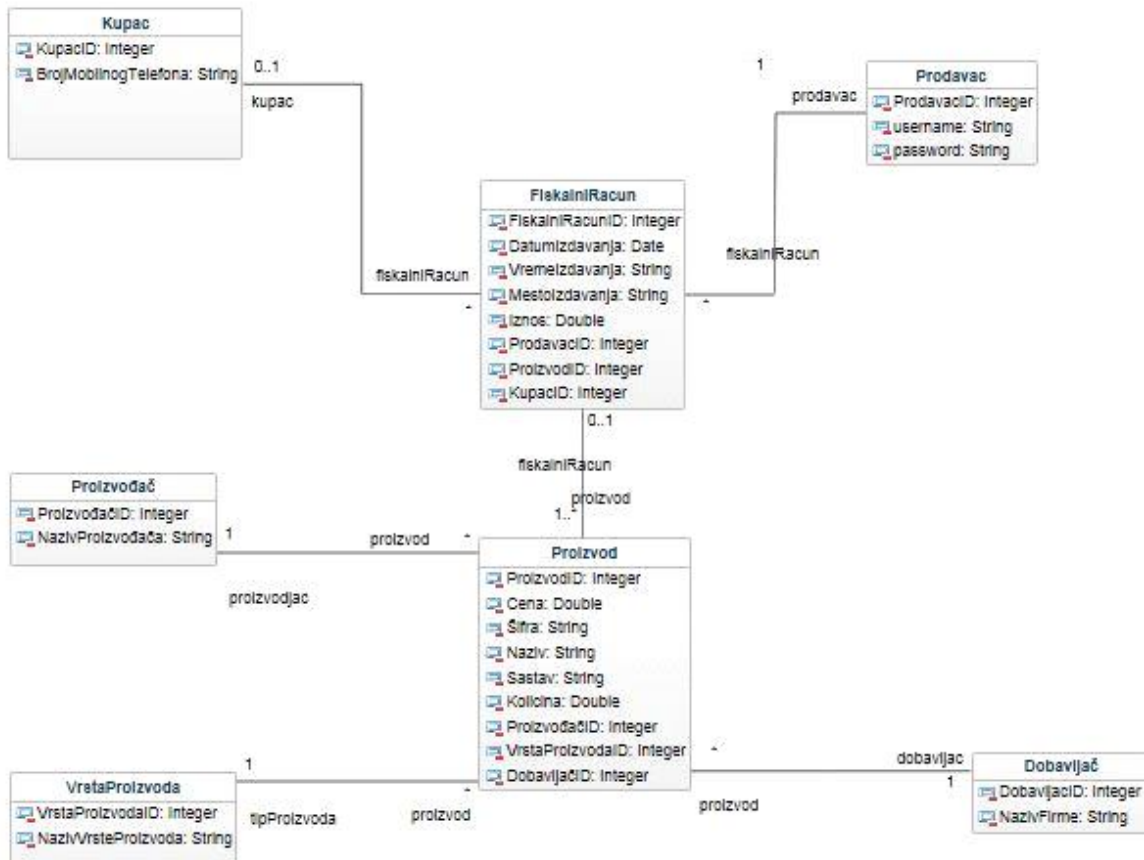 Kupac
KupacID: Integer
BrojMobilnogTelefona: String
0..1
kupac
1
prodavac
Prodavac
ProdavacID: Integer
username: String
password: String
FiskalniRacun
FiskalniRacunID: Integer
DatumIzdavanja: Date
VremeIzdavanja: String
MestoIzdavanja: String
Iznos: Double
ProdavacID: Integer
ProizvodID: Integer
KupacID: Integer
fiskalniRacun
*
fiskalniRacun
*
0..1
fiskalniRacun
proizvod
1..*
Proizvođač
ProizvođačID: Integer
NazivProizvođača: String
1
proizvod
*
proizvodjac
Proizvod
ProizvodID: Integer
Cena: Double
Šifra: String
Naziv: String
Sastav: String
Kolicina: Double
ProizvođačID: Integer
VrstaProizvodaID: Integer
DobavljačID: Integer
VrstaProizvoda
VrstaProizvodaID: Integer
NazivVrsteProizvoda: String
1
tipProizvoda
proizvod
*
*
proizvod
dobavljac
1
Dobavljač
DobavljacID: Integer
NazivFirme: String